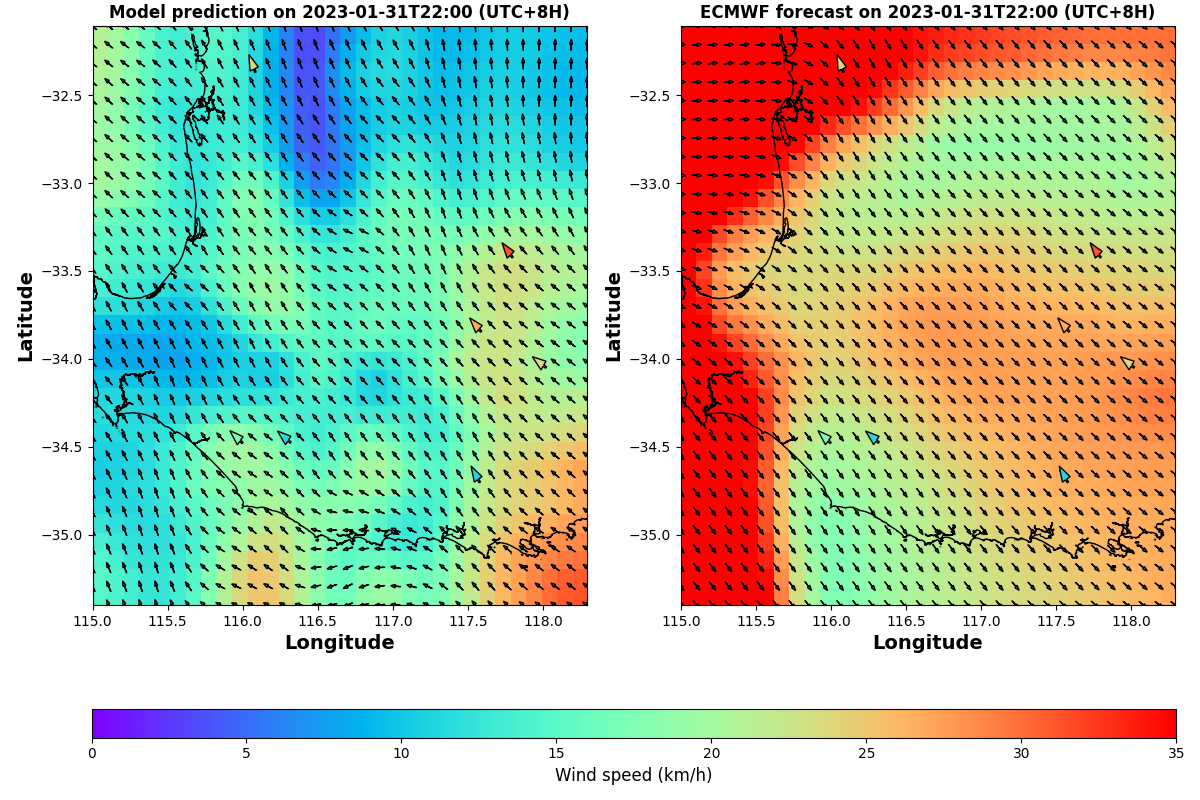 Model prediction on 2023-01-31T22:00 (UTC+8H)
ECMWF forecast on 2023-01-31T22:00 (UTC+8H)
−32.5
−33.0
−33.5
−34.0
−34.5
−35.0
Latitude
115.0 115.5 116.0 116.5 117.0 117.5 118.0
Longitude
−32.5
−33.0
−33.5
−34.0
−34.5
−35.0
Latitude
115.0 115.5 116.0 116.5 117.0 117.5 118.0
Longitude
0 5 10 15 20 25 30 35
Wind speed (km/h)